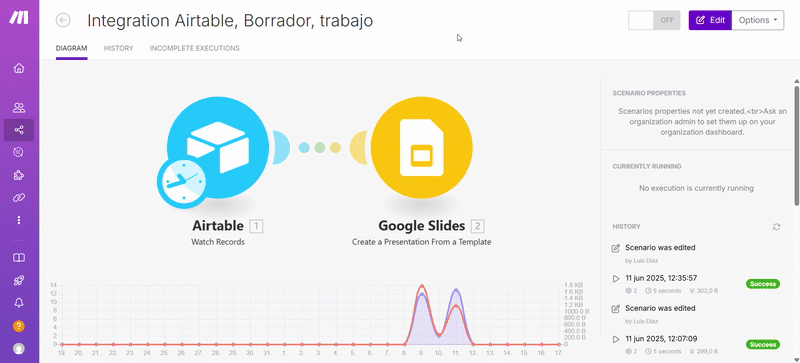 Integration Airtable, Borrador, trabajo
OFF
Edit
Options
DIAGRAM
HISTORY
INCOMPLETE EXECUTIONS
Airtable 1
Watch Records
Google Slides 2
Create a Presentation From a Template
SCENARIO PROPERTIES
Scenarios properties not yet created.<br>Ask an
organization admin to set them up on your
organization dashboard.
CURRENTLY RUNNING
No execution is currently running
HISTORY
Scenario was edited
by Luis Diaz
11 jun 2025, 12:35:57
2 5 seconds 302,0 B
Success
Scenario was edited
by Luis Diaz
11 jun 2025, 12:07:09
2 5 seconds 299,0 B
Success
14
12
10
8
6
4
2
0
1.8 KB
1.6 KB
1.4 KB
1.2 KB
1000.0 B
800.0 B
600.0 B
400.0 B
200.0 B
0 B
19. 20. 21. 22. 23. 24. 25. 26. 27. 28. 29. 30. 31. 1. 2. 3. 4. 5. 6. 7. 8. 9. 10. 11. 12. 13. 14. 15. 16. 17.